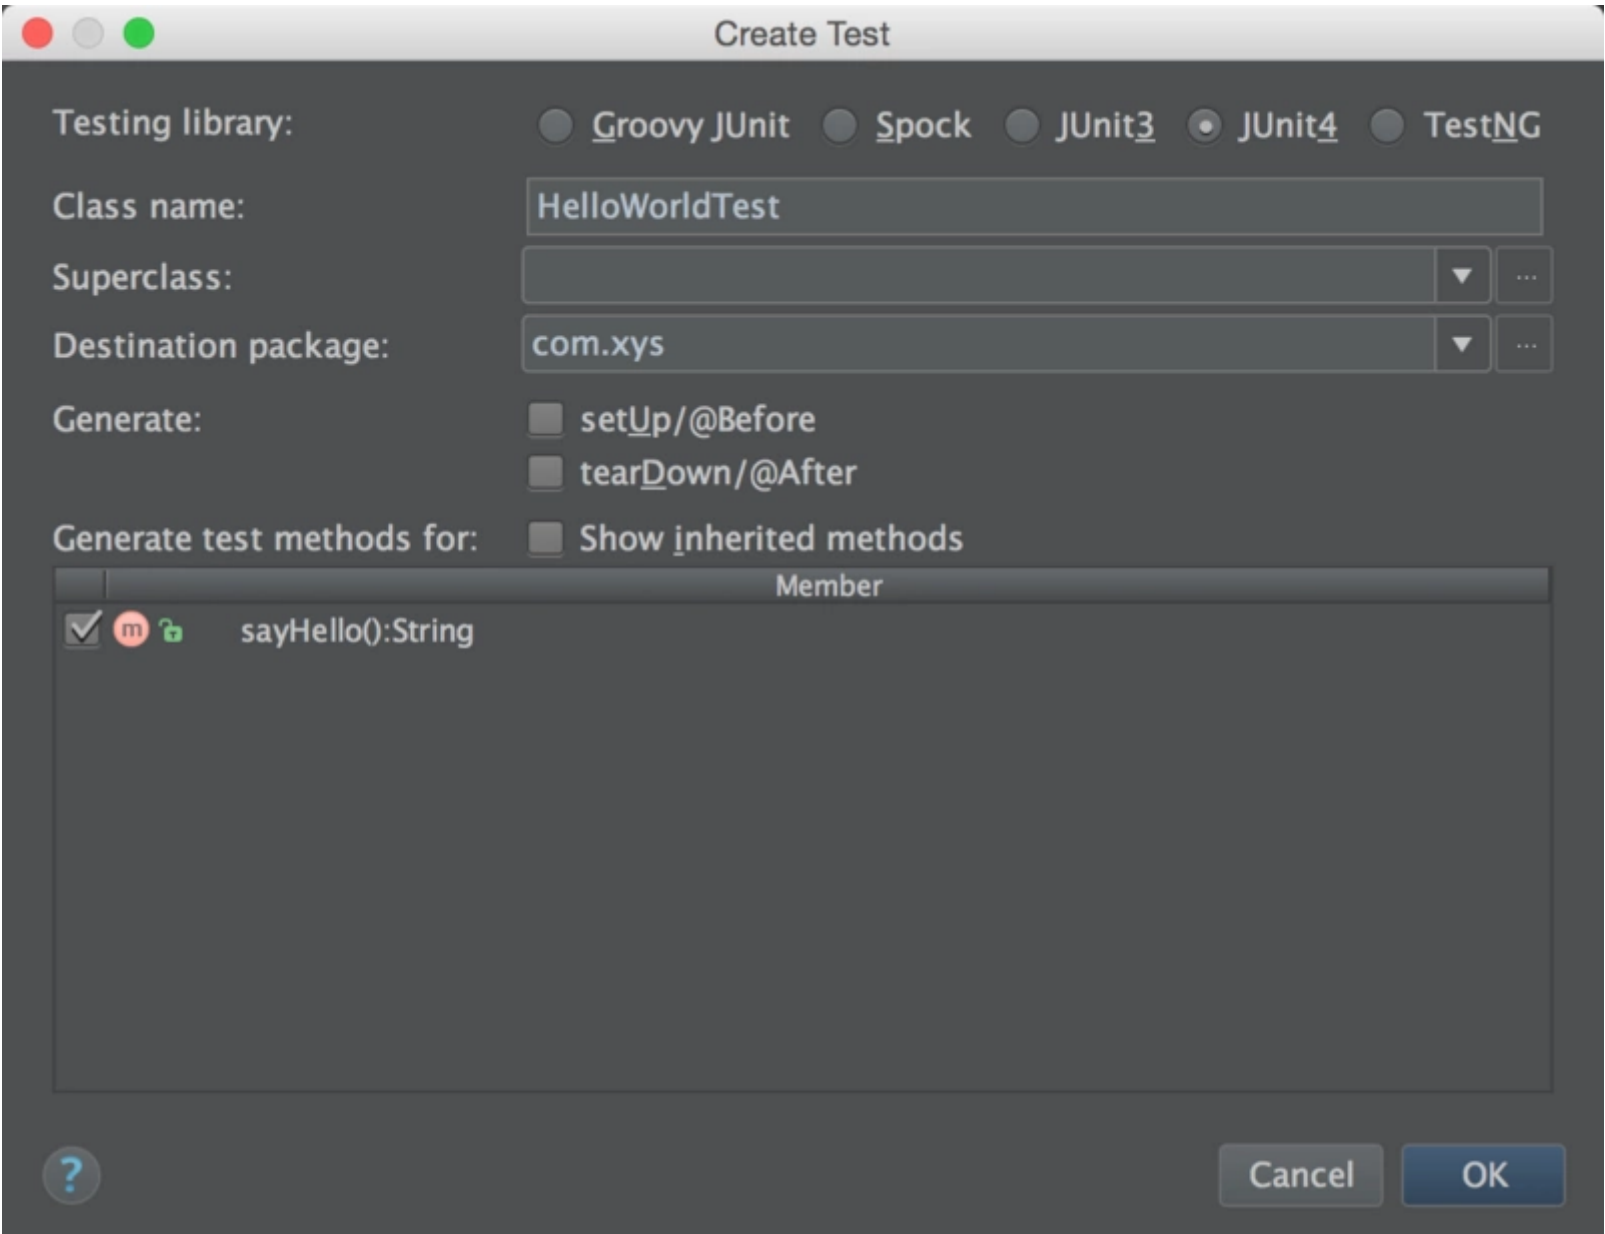 Create Test
Testing library: Groovy JUnit Spock JUnit3 JUnit4 TestNG
Class name: HelloWorldTest
Superclass: ...
Destination package: com.xys ...
Generate: setUp/@Before
tearDown/@After
Generate test methods for: Show inherited methods
Member
m sayHello():String
? Cancel OK